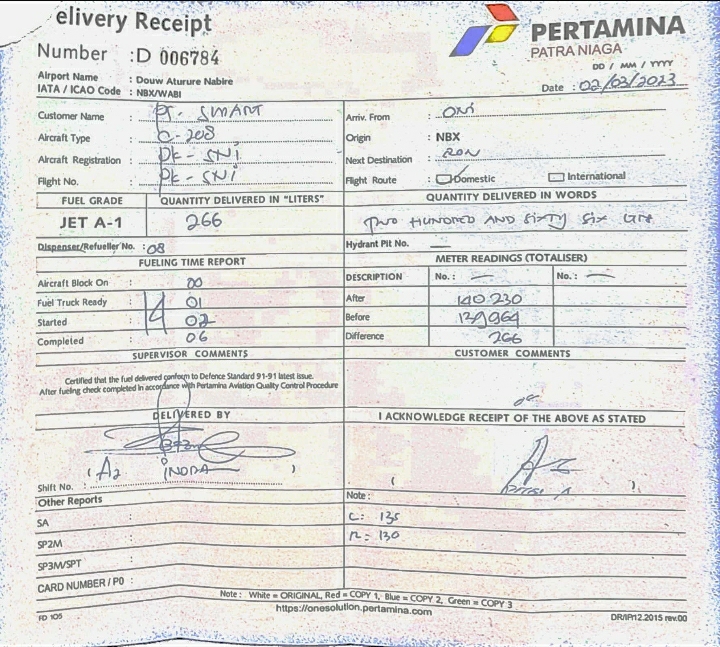 elivery Receipt
Number : D 006784
PERTAMINA
PATRA NIAGA
Airport Name : Douw Aturure Nabire
IATA / ICAO Code : NBX/WABI
DD / MM / YYYY
Date : 02/03/2023
Customer Name : PT. SMART
Arriv. From : ONI
Aircraft Type : C-208
Origin : NBX
Aircraft Registration : PK - SNI
Next Destination : RON
Flight No. : PK - SNI
Flight Route : Domestic International
FUEL GRADE QUANTITY DELIVERED IN "LITERS" QUANTITY DELIVERED IN WORDS
JET A-1 266 TWO HUNDRED AND SIXTY SIX LTR
Dispenser/Refueller No. : 08 Hydrant Pit No. —
FUELING TIME REPORT METER READINGS (TOTALISER)
Aircraft Block On : 00 DESCRIPTION No. : — No. : —
Fuel Truck Ready : 01 After 140 230
Started : 14 02 Before 139964
Completed : 06 Difference 266
SUPERVISOR COMMENTS CUSTOMER COMMENTS
Certified that the fuel delivered conform to Defence Standard 91-91 latest issue.
After fueling check completed in accordance with Pertamina Aviation Quality Control Procedure
DELIVERED BY I ACKNOWLEDGE RECEIPT OF THE ABOVE AS STATED
( INDRA ) ( )
Shift No. :
Other Reports Note :
SA : L: 135
SP2M : R: 130
SP3M/SPT :
CARD NUMBER / PO :
Note : White = ORIGINAL, Red = COPY 1, Blue = COPY 2, Green = COPY 3
https://onesolution.pertamina.com
FD 105 DR/IP12.2015 rev.00